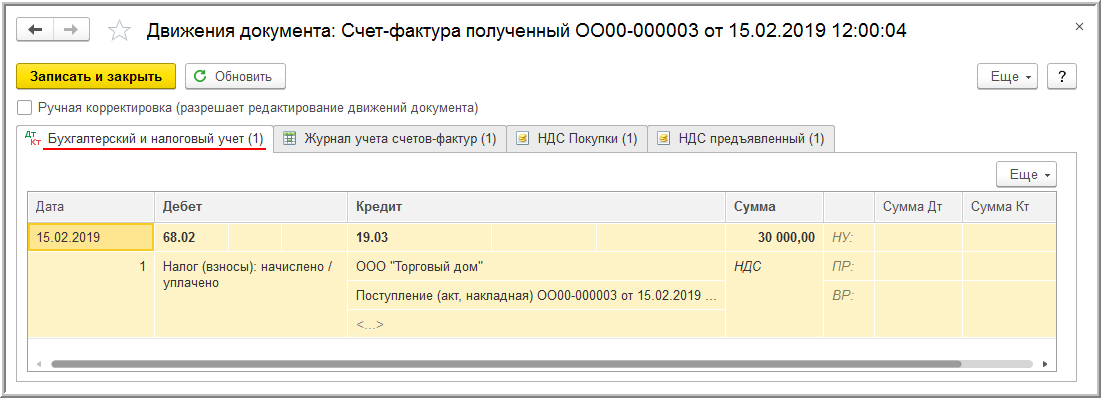 Движения документа: Счет-фактура полученный ОО00-000003 от 15.02.2019 12:00:04
Записать и закрыть Обновить Еще ?
Ручная корректировка (разрешает редактирование движений документа)
Дт Кт Бухгалтерский и налоговый учет (1) Журнал учета счетов-фактур (1) НДС Покупки (1) НДС предъявленный (1)
Еще
Дата Дебет Кредит Сумма Сумма Дт Сумма Кт
15.02.2019 68.02 19.03 30 000,00 НУ:
1 Налог (взносы): начислено / ООО "Торговый дом" НДС ПР:
уплачено
Поступление (акт, накладная) ОО00-000003 от 15.02.2019 ... ВР:
<...>